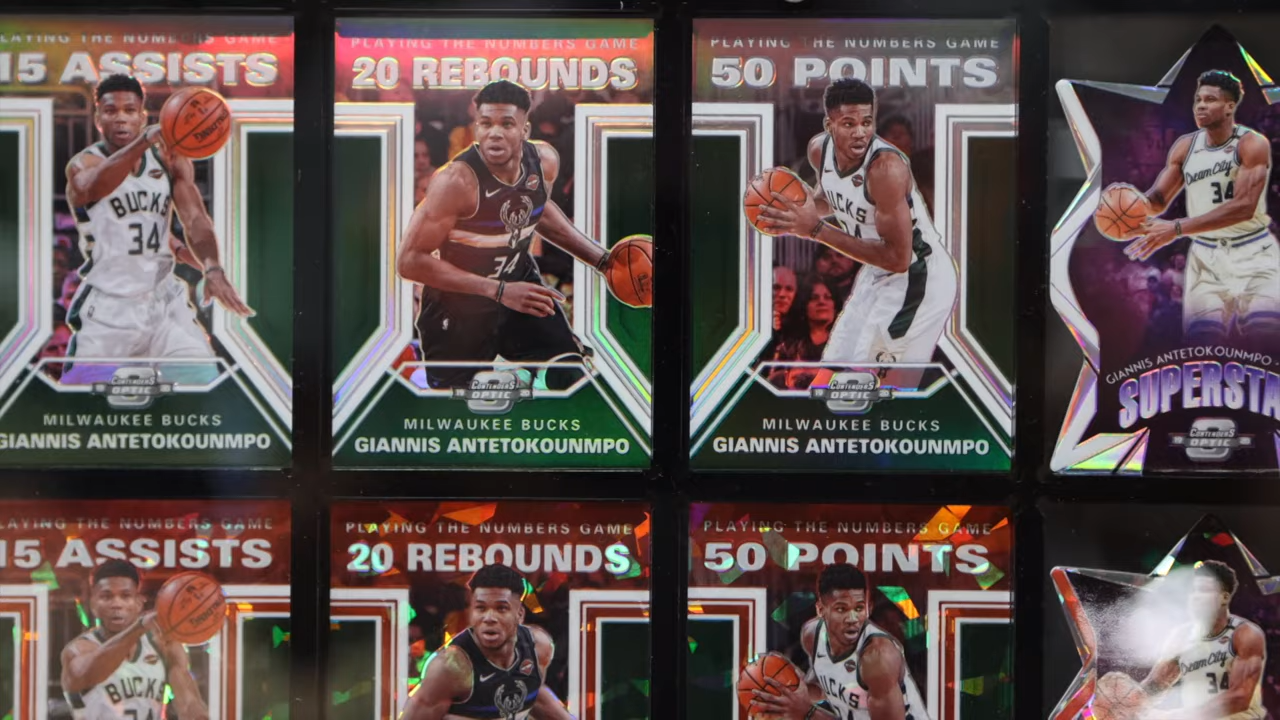 PLAYING THE NUMBERS GAME
15 ASSISTS
BUCKS
34
CONTENDERS
OPTIC
MILWAUKEE BUCKS
GIANNIS ANTETOKOUNMPO
PLAYING THE NUMBERS GAME
20 REBOUNDS
34
CONTENDERS
OPTIC
MILWAUKEE BUCKS
GIANNIS ANTETOKOUNMPO
PLAYING THE NUMBERS GAME
50 POINTS
BUCKS
CONTENDERS
OPTIC
MILWAUKEE BUCKS
GIANNIS ANTETOKOUNMPO
Dream City
34
GIANNIS ANTETOKOUNMPO
SUPERSTA
CONTENDERS
OPTIC
PLAYING THE NUMBERS GAME
15 ASSISTS
BUCKS
PLAYING THE NUMBERS GAME
20 REBOUNDS
PLAYING THE NUMBERS GAME
50 POINTS
BUCKS
Dream City
34